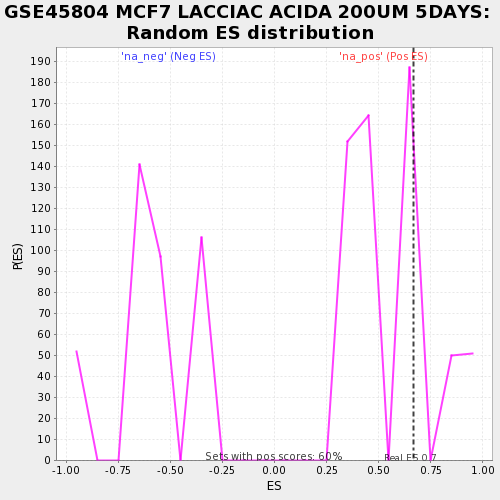 GSE45804 MCF7 LACCIAC ACIDA 200UM 5DAYS:
Random ES distribution
'na_neg' (Neg ES)
'na_pos' (Pos ES)
190
180
170
160
150
140
130
120
110
100
90
80
70
60
50
40
30
20
10
0
P(ES)
Sets with pos scores: 60%
Real ES 0.7
-1.00 -0.75 -0.50 -0.25 0.00 0.25 0.50 0.75 1.00
ES